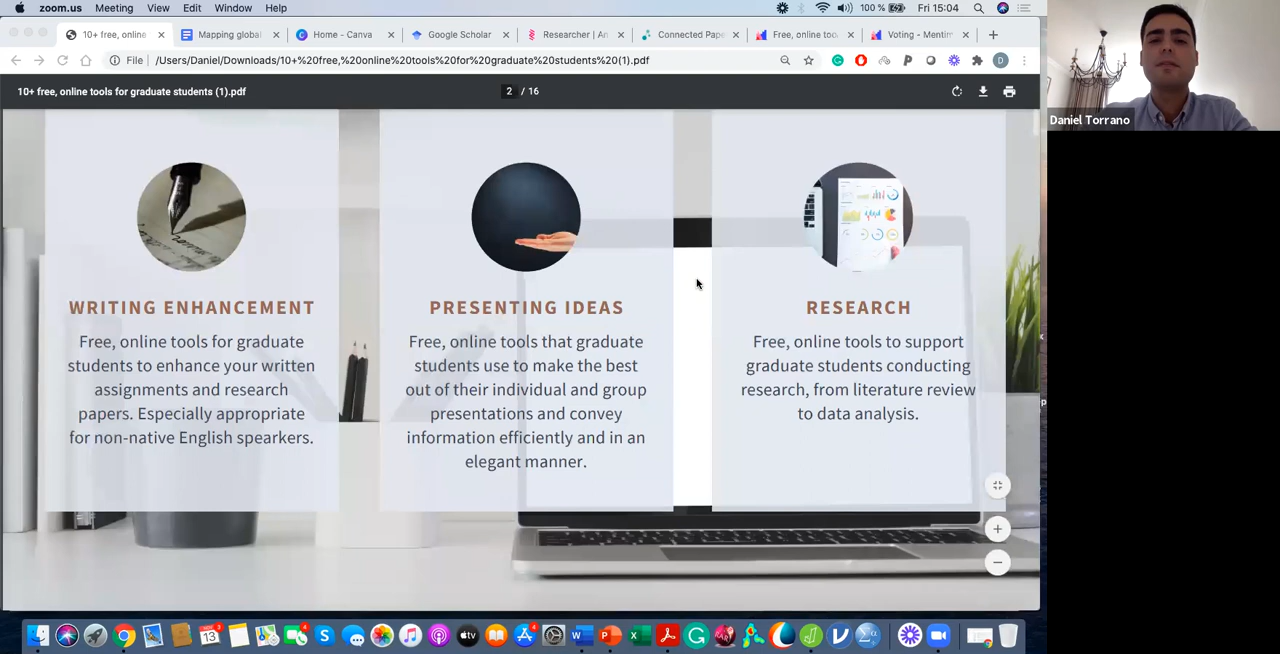 zoom.us Meeting View Edit Window Help 100 % Fri 15:04
10+ free, online Mapping global Home - Canva Google Scholar Researcher | An Connected Pape Free, online too Voting - Mentim
File /Users/Daniel/Downloads/10+%20free,%20online%20tools%20for%20graduate%20students%20(1).pdf
10+ free, online tools for graduate students (1).pdf 2 / 16
Daniel Torrano
WRITING ENHANCEMENT
Free, online tools for graduate
students to enhance your written
assignments and research
papers. Especially appropriate
for non-native English spearkers.
PRESENTING IDEAS
Free, online tools that graduate
students use to make the best
out of their individual and group
presentations and convey
information efficiently and in an
elegant manner.
RESEARCH
Free, online tools to support
graduate students conducting
research, from literature review
to data analysis.